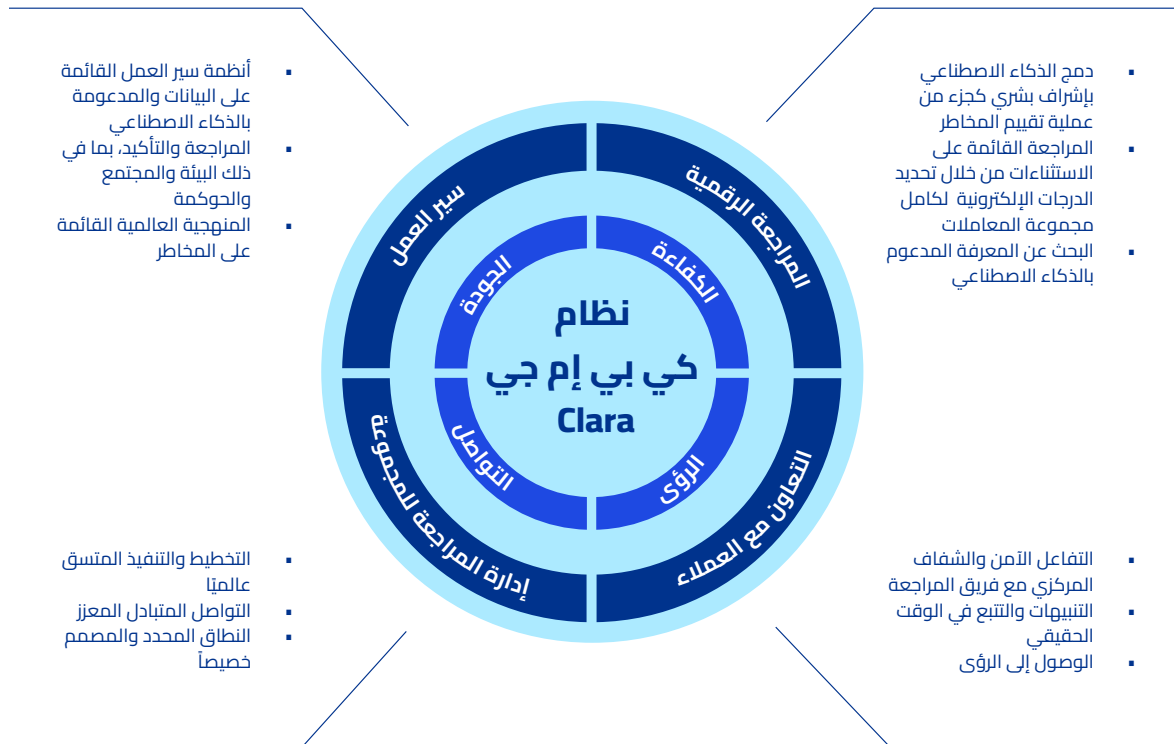 دمج الذكاء الاصطناعي
بإشراف بشري كجزء من
عملية تقييم المخاطر
المراجعة القائمة على
الاستثناءات من خلال تحديد
الدرجات الإلكترونية لكامل
مجموعة المعاملات
البحث عن المعرفة المدعوم
بالذكاء الاصطناعي
أنظمة سير العمل القائمة
على البيانات والمدعومة
بالذكاء الاصطناعي
المراجعة والتأكيد، بما في
ذلك البيئة والمجتمع
والحوكمة
المنهجية العالمية القائمة
على المخاطر
المراجعة الرقمية
سير العمل
الكفاءة
الجودة
نظام
كي بي إم جي
Clara
الرؤى
التواصل
التعاون مع العملاء
إدارة المراجعة للمجموعة
التفاعل الآمن والشفاف
المركزي مع فريق المراجعة
التنبيهات والتتبع في الوقت
الحقيقي
الوصول إلى الرؤى
التخطيط والتنفيذ المتسق
عالميًا
التواصل المتبادل المعزز
النطاق المحدد والمصمم
خصيصاً